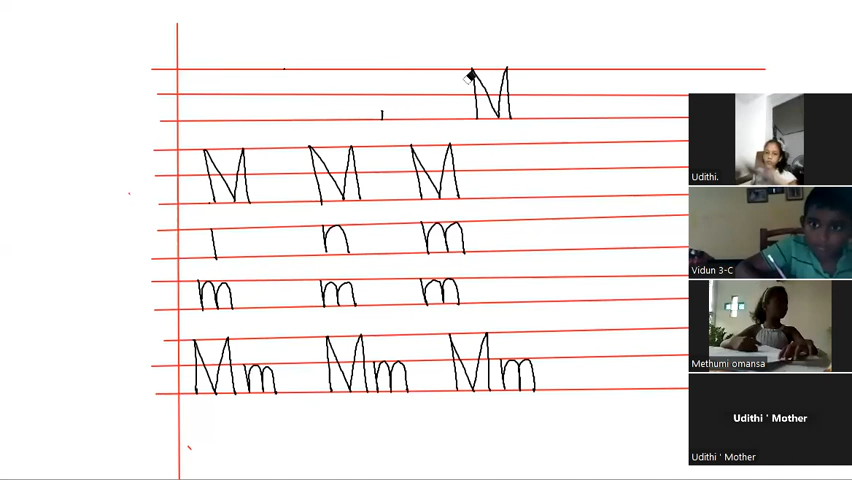 M
M M M
ı n m
m m m
Mm Mm Mm
Udithi.
Vidun 3-C
Methumi omansa
Udithi ' Mother
Udithi ' Mother